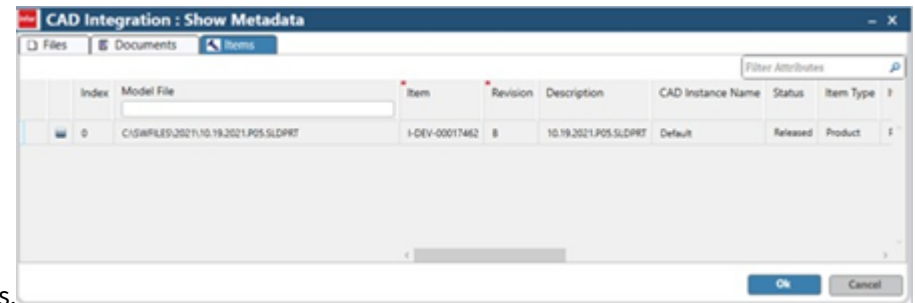 infor CAD Integration : Show Metadata – ×
Files Documents Items
Filter Attributes
Index Model File Item Revision Description CAD Instance Name Status Item Type
0 C:\SWFILES\2021\10.19.2021.P05.SLDPRT I-DEV-00017462 B 10.19.2021.P05.SLDPRT Default Released Product
Ok Cancel
s.